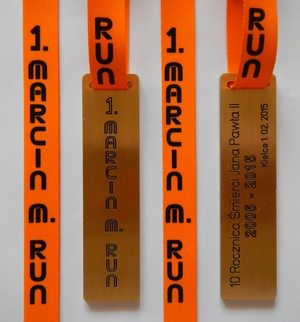 1. MARCIN M. RUN
RUN
1. MARCIN M. RUN
1. MARCIN M. RUN
RUN
10 Rocznica Śmierci Jana Pawła II
2005 - 2015
Kielce 1.02.2015